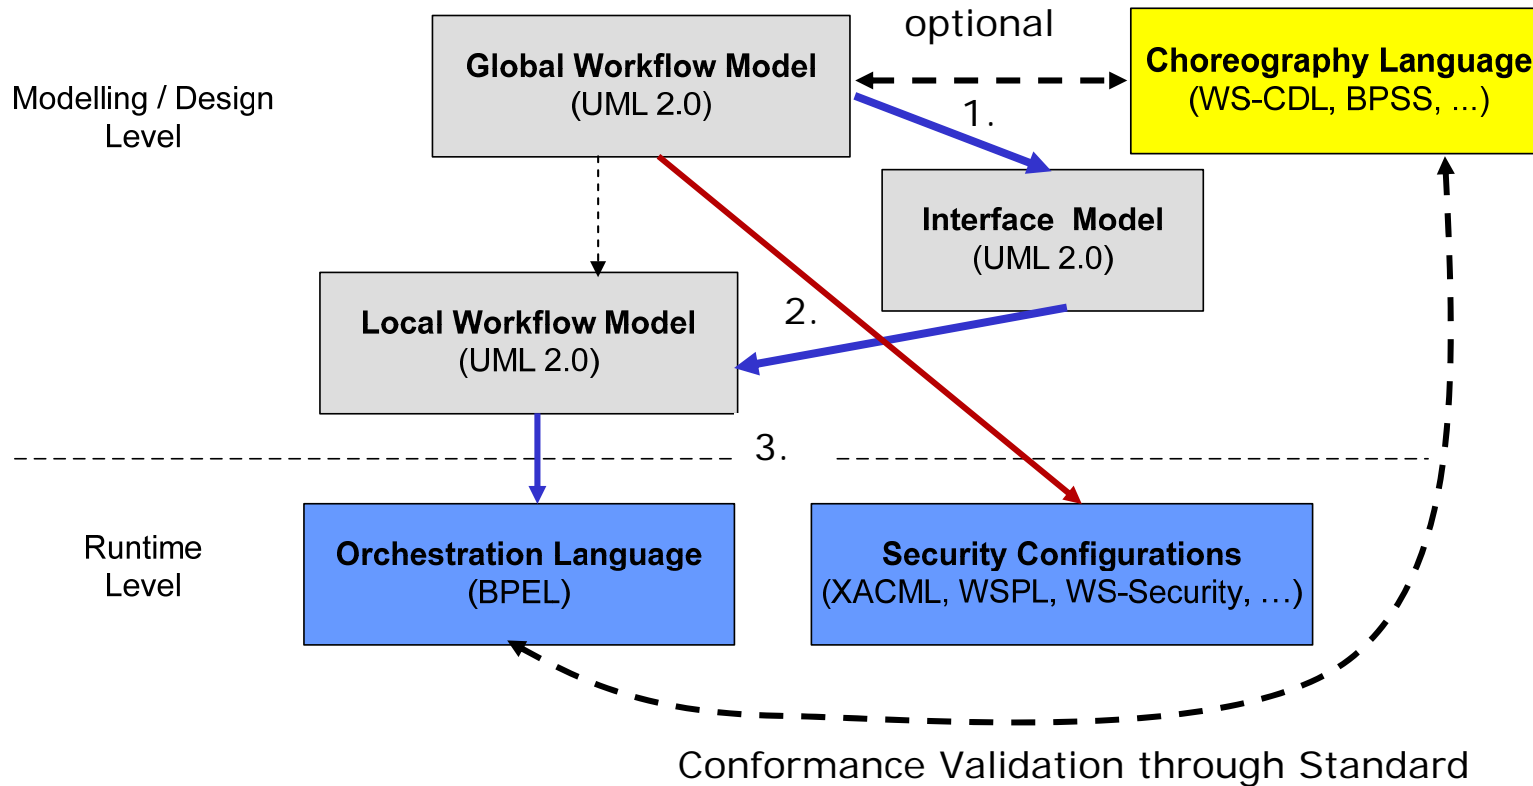 optional
Global Workflow Model
(UML 2.0)
Choreography Language
(WS-CDL, BPSS, ...)
Modelling / Design
Level
1.
Interface Model
(UML 2.0)
2.
Local Workflow Model
(UML 2.0)
3.
Runtime
Level
Orchestration Language
(BPEL)
Security Configurations
(XACML, WSPL, WS-Security, …)
Conformance Validation through Standard